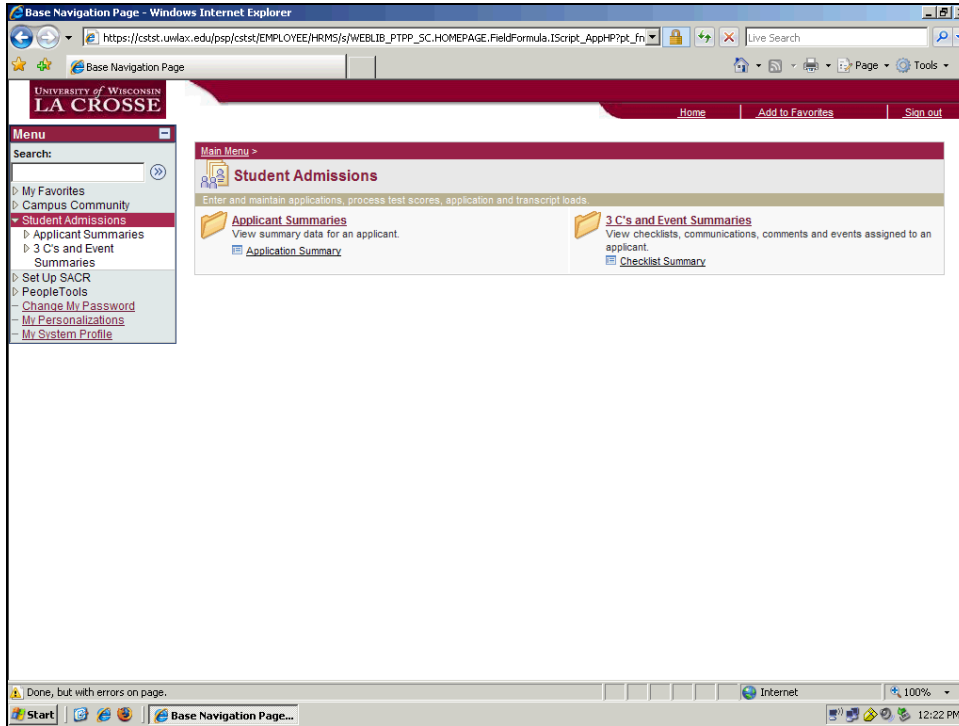 Base Navigation Page - Windows Internet Explorer
https://cstst.uwlax.edu/psp/cstst/EMPLOYEE/HRMS/s/WEBLIB_PTPP_SC.HOMEPAGE.FieldFormula.IScript_AppHP?pt_fn
Live Search
Base Navigation Page
Page
Tools
UNIVERSITY of WISCONSIN
LA CROSSE
Home
Add to Favorites
Sign out
Menu
Search:
My Favorites
Campus Community
Student Admissions
Applicant Summaries
3 C's and Event
Summaries
Set Up SACR
PeopleTools
Change My Password
My Personalizations
My System Profile
Main Menu >
Student Admissions
Enter and maintain applications, process test scores, application and transcript loads.
Applicant Summaries
View summary data for an applicant.
Application Summary
3 C's and Event Summaries
View checklists, communications, comments and events assigned to an
applicant.
Checklist Summary
Done, but with errors on page.
Internet
100%
Start
Base Navigation Page...
12:22 PM